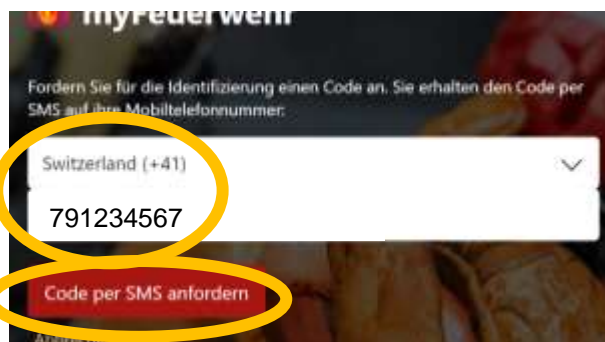 myFeuerwehr
Fordern Sie für die Identifizierung einen Code an. Sie erhalten den Code per
SMS auf ihre Mobiltelefonnummer:
Switzerland (+41)
791234567
Code per SMS anfordern